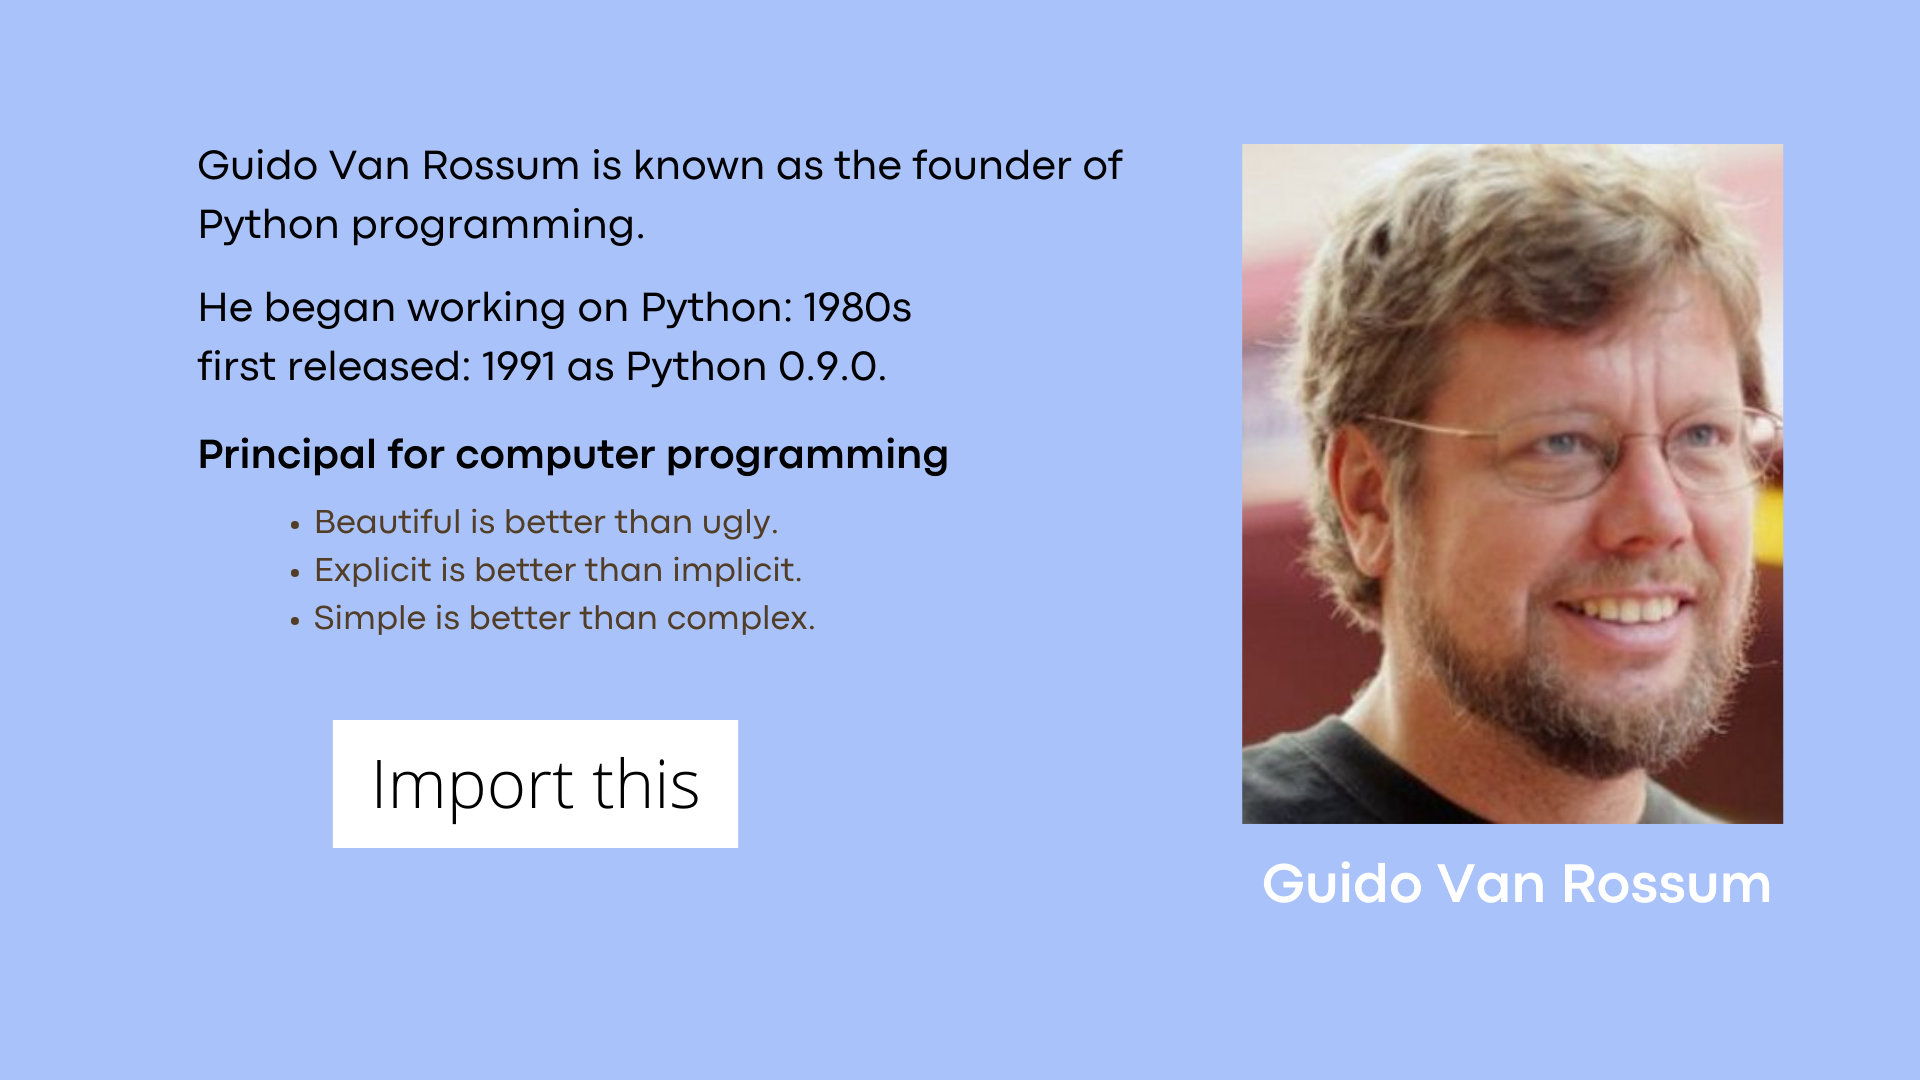 Guido Van Rossum is known as the founder of
Python programming.
He began working on Python: 1980s
first released: 1991 as Python 0.9.0.
Principal for computer programming
• Beautiful is better than ugly.
• Explicit is better than implicit.
• Simple is better than complex.
Import this
Guido Van Rossum